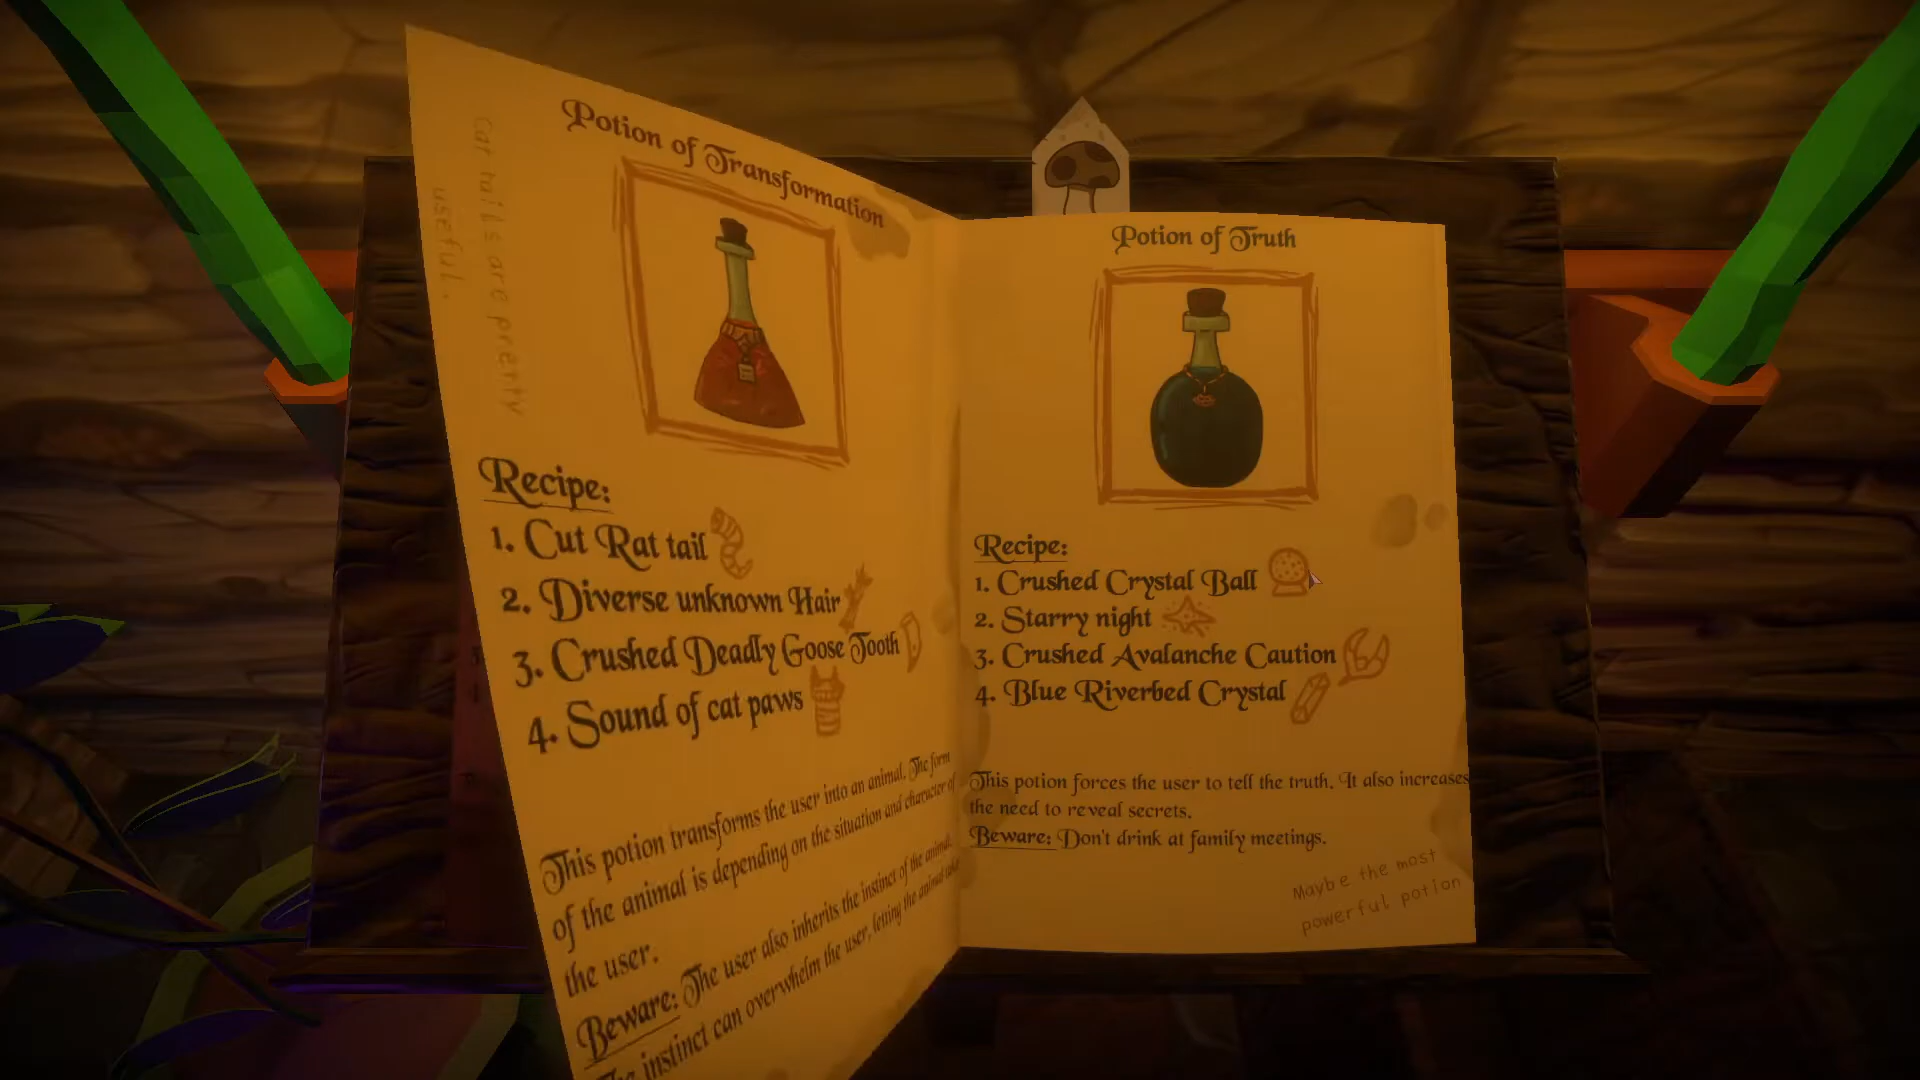 Potion of Transformation
Cat tails are pretty
useful.
Recipe:
1. Cut Rat tail
2. Diverse unknown Hair
3. Crushed Deadly Goose Tooth
4. Sound of cat paws
This potion transforms the user into an animal. The form
of the animal is depending on the situation and character of
the user.
Beware: The user also inherits the instinct of the animal.
The instinct can overwhelm the user, letting the animal
Potion of Truth
Recipe:
1. Crushed Crystal Ball
2. Starry night
3. Crushed Avalanche Caution
4. Blue Riverbed Crystal
This potion forces the user to tell the truth. It also increases
the need to reveal secrets.
Beware: Don't drink at family meetings.
Maybe the most
powerful potion